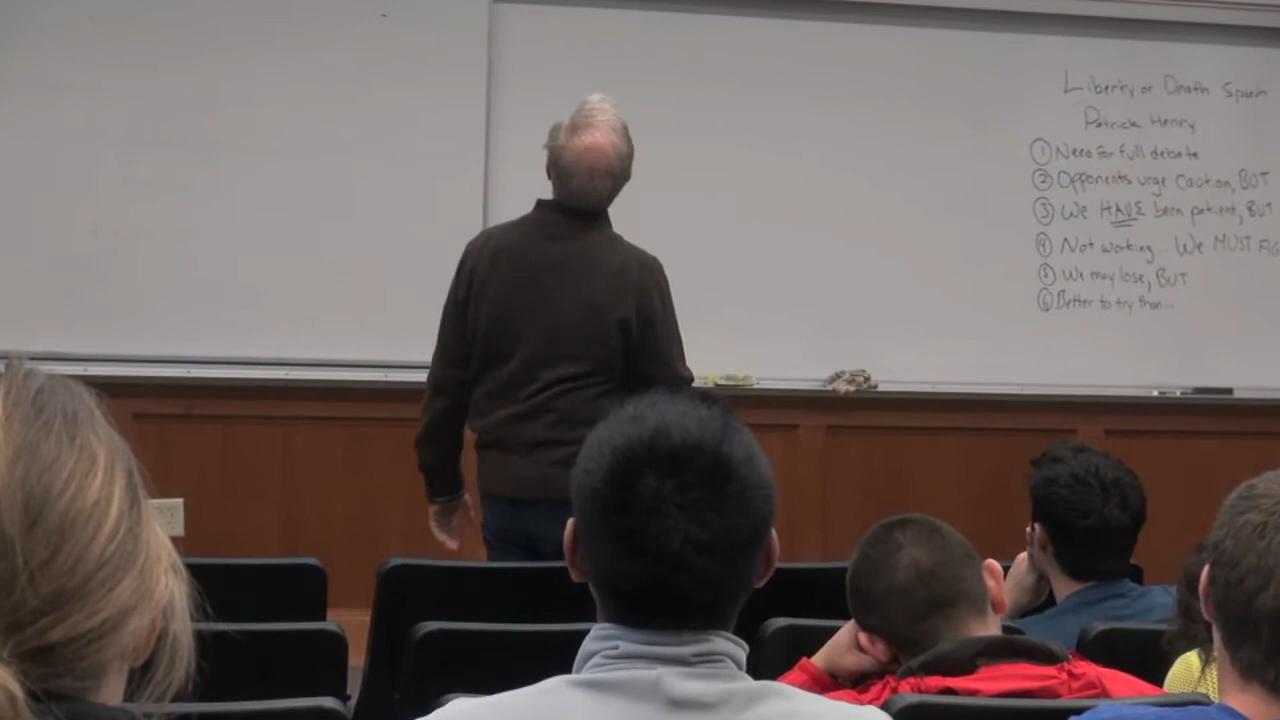 Liberty or Death Speech
Patrick Henry
① Need for full debate
② Opponents urge caution, BUT
③ We HAVE been patient, BUT
④ Not working... We MUST FIG
⑤ We may lose, BUT
⑥ Better to try than...